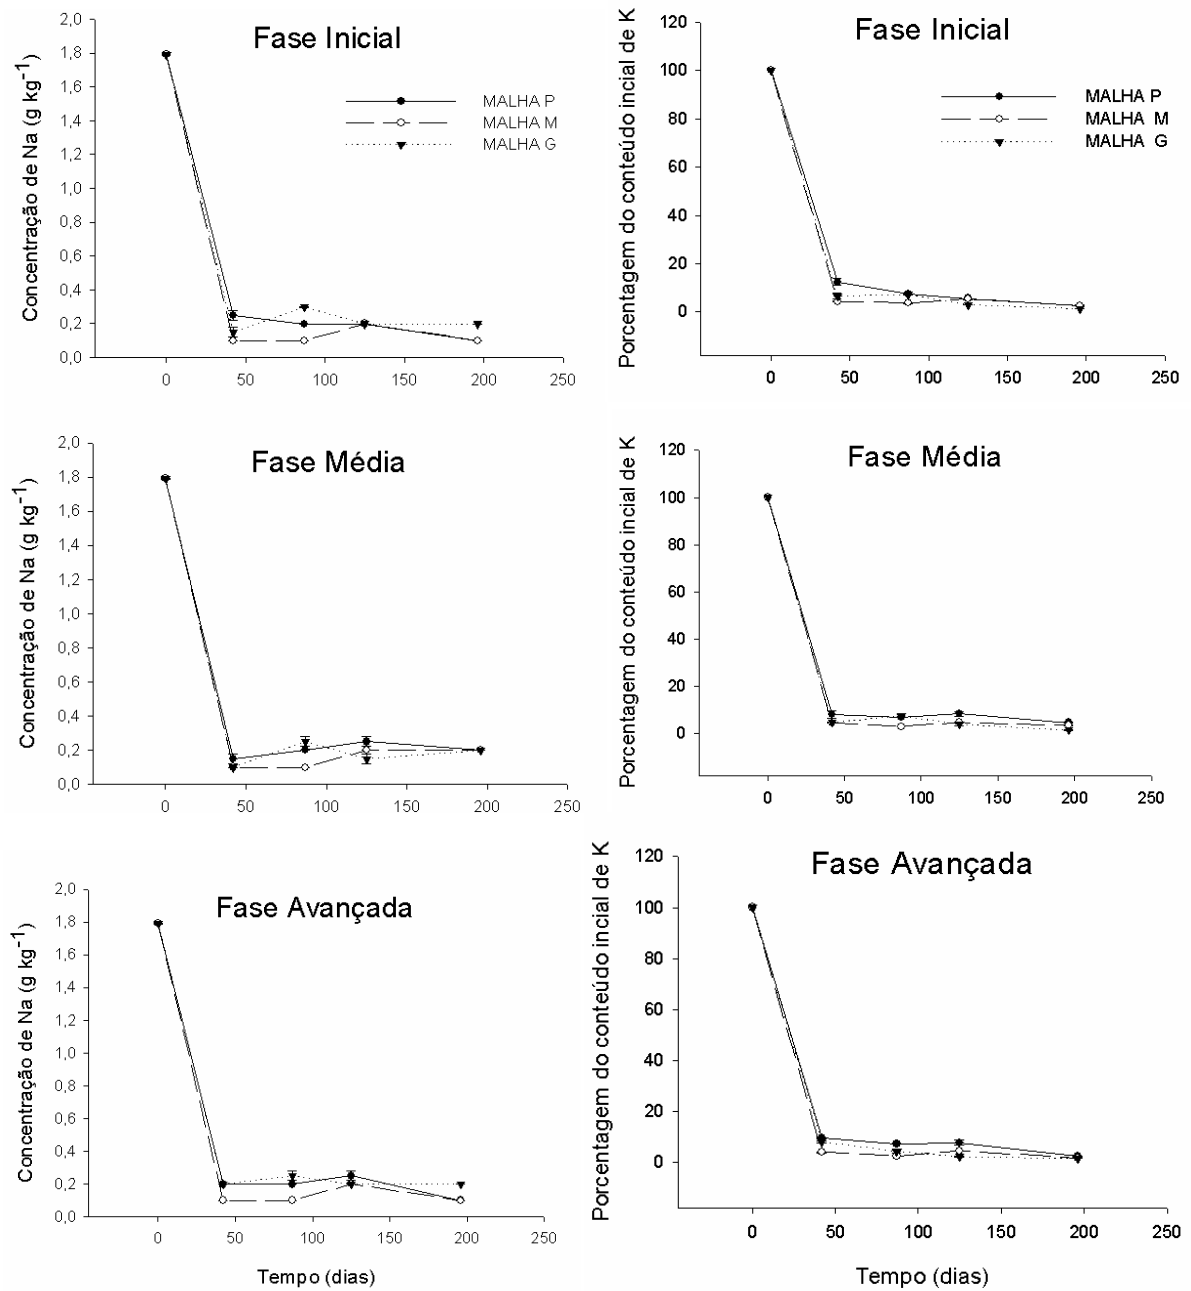 Fase Inicial
Concentração de Na (g kg-1)
2,0
1,8
1,6
1,4
1,2
1,0
0,8
0,6
0,4
0,2
0,0
MALHA P
MALHA M
MALHA G
0 50 100 150 200 250
Fase Inicial
Porcentagem do conteúdo incial de K
120
100
80
60
40
20
0
MALHA P
MALHA M
MALHA G
0 50 100 150 200 250
Fase Média
Concentração de Na (g kg-1)
2,0
1,8
1,6
1,4
1,2
1,0
0,8
0,6
0,4
0,2
0,0
0 50 100 150 200 250
Fase Média
Porcentagem do conteúdo incial de K
120
100
80
60
40
20
0
0 50 100 150 200 250
Fase Avançada
Concentração de Na (g kg-1)
2,0
1,8
1,6
1,4
1,2
1,0
0,8
0,6
0,4
0,2
0,0
0 50 100 150 200 250
Tempo (dias)
Fase Avançada
Porcentagem do conteúdo incial de K
120
100
80
60
40
20
0
0 50 100 150 200 250
Tempo (dias)